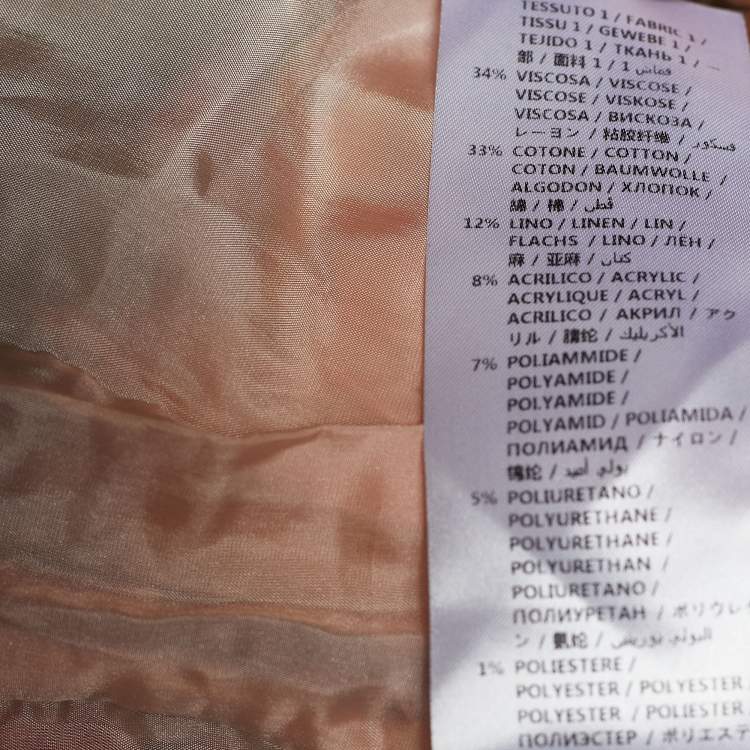 TESSUTO 1 / FABRIC 1 /
TISSU 1 / GEWEBE 1 /
TEJIDO 1 / ТКАНЬ 1 / 一
部 / 面料 1 / 1 قماش
34% VISCOSA / VISCOSE /
VISCOSE / VISKOSE /
VISCOSA / ВИСКОЗА /
レーヨン / 粘胶纤维 / فسكور
33% COTONE / COTTON /
COTON / BAUMWOLLE /
ALGODON / ХЛОПОК /
綿 / 棉 / قطن
12% LINO / LINEN / LIN /
FLACHS / LINO / ЛЁН /
麻 / 亚麻 / كتان
8% ACRILICO / ACRYLIC /
ACRYLIQUE / ACRYL /
ACRILICO / АКРИЛ / アク
リル / 腈纶 / الأكريليك
7% POLIAMMIDE /
POLYAMIDE /
POLYAMIDE /
POLYAMID / POLIAMIDA /
ПОЛИАМИД / ナイロン /
锦纶 / بولي أميد
5% POLIURETANO /
POLYURETHANE /
POLYURETHANE /
POLYURETHAN /
POLIURETANO /
ПОЛИУРЕТАН / ポリウレタ
ン / 氨纶 / البولي يوريثين
1% POLIESTERE /
POLYESTER / POLYESTER
POLYESTER / POLIESTER
ПОЛИЭСТЕР / ポリエステ